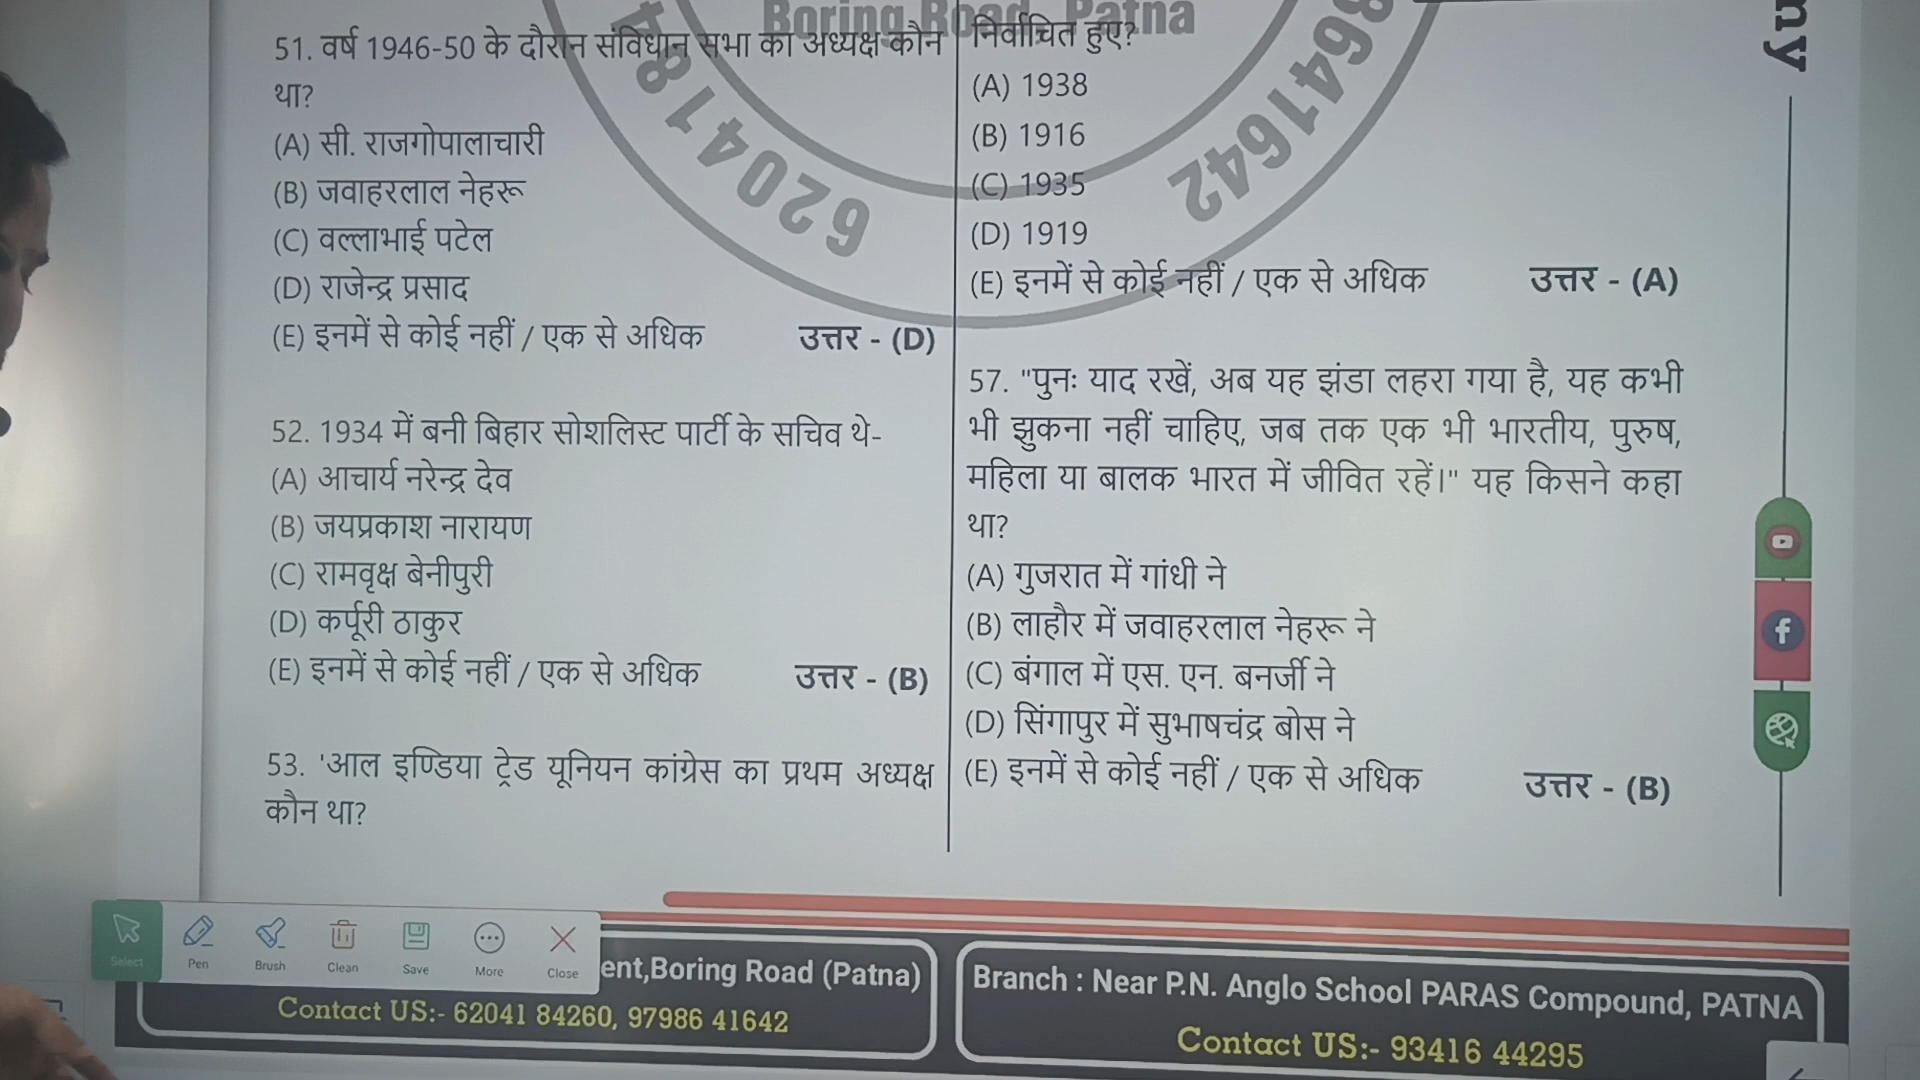 Boring Road, Patna
51. वर्ष 1946-50 के दौरान संविधान सभा का अध्यक्ष कौन
था?
(A) सी. राजगोपालाचारी
(B) जवाहरलाल नेहरू
(C) वल्लाभाई पटेल
(D) राजेन्द्र प्रसाद
(E) इनमें से कोई नहीं / एक से अधिक उत्तर - (D)
52. 1934 में बनी बिहार सोशलिस्ट पार्टी के सचिव थे-
(A) आचार्य नरेन्द्र देव
(B) जयप्रकाश नारायण
(C) रामवृक्ष बेनीपुरी
(D) कर्पूरी ठाकुर
(E) इनमें से कोई नहीं / एक से अधिक उत्तर - (B)
53. 'आल इण्डिया ट्रेड यूनियन कांग्रेस का प्रथम अध्यक्ष
कौन था?
निर्वाचित हुए?
(A) 1938
(B) 1916
(C) 1935
(D) 1919
(E) इनमें से कोई नहीं / एक से अधिक उत्तर - (A)
57. "पुनः याद रखें, अब यह झंडा लहरा गया है, यह कभी
भी झुकना नहीं चाहिए, जब तक एक भी भारतीय, पुरुष,
महिला या बालक भारत में जीवित रहें।" यह किसने कहा
था?
(A) गुजरात में गांधी ने
(B) लाहौर में जवाहरलाल नेहरू ने
(C) बंगाल में एस. एन. बनर्जी ने
(D) सिंगापुर में सुभाषचंद्र बोस ने
(E) इनमें से कोई नहीं / एक से अधिक उत्तर - (B)
620418
8641642
my
Select Pen Brush Clean Save More Close
ent,Boring Road (Patna)
Contact US:- 62041 84260, 97986 41642
Branch : Near P.N. Anglo School PARAS Compound, PATNA
Contact US:- 93416 44295